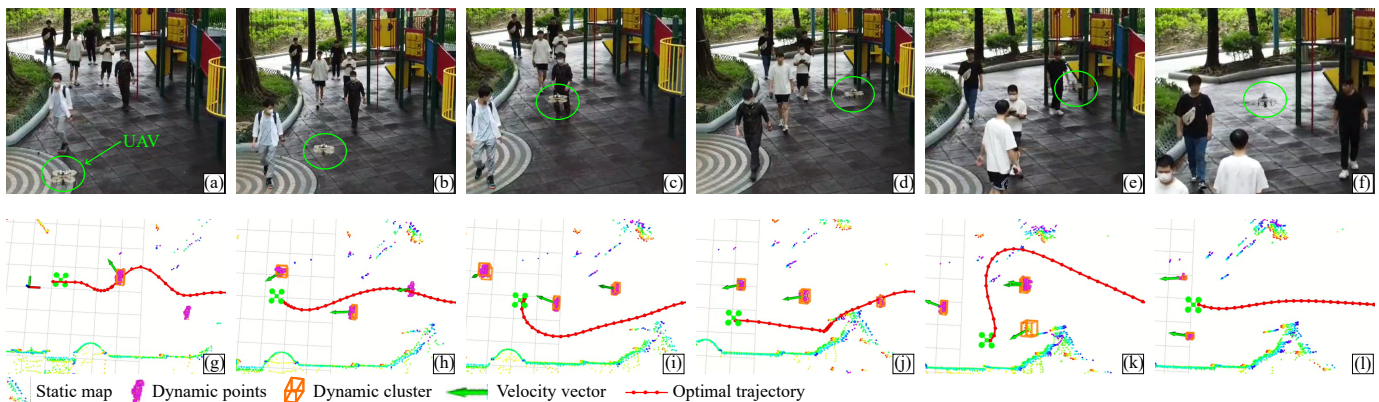 UAV
(a)
(b)
(c)
(d)
(e)
(f)
(g)
(h)
(i)
(j)
(k)
(l)
Static map Dynamic points Dynamic cluster Velocity vector Optimal trajectory